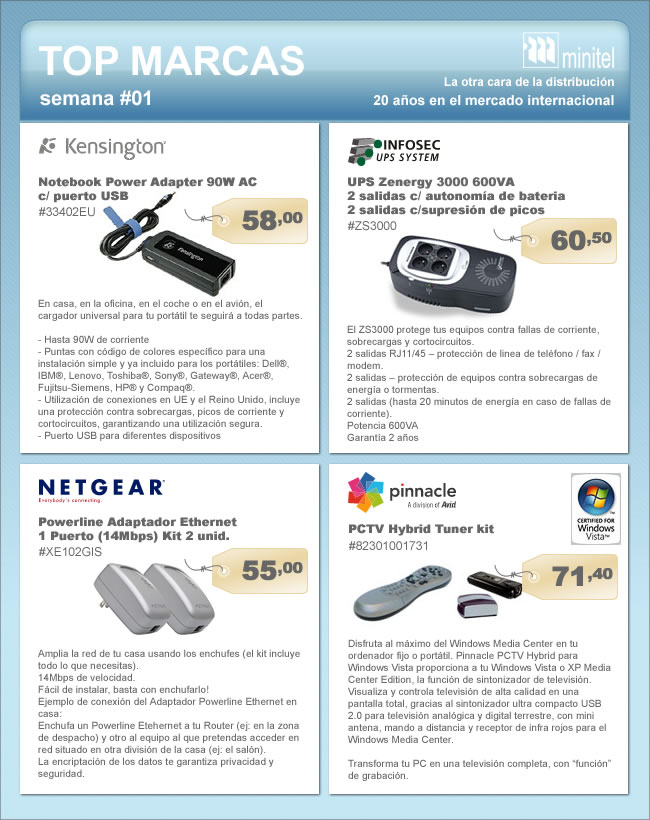 TOP MARCAS
semana #01
minitel
La otra cara de la distribución
20 años en el mercado internacional
Kensington
Notebook Power Adapter 90W AC
c/ puerto USB
#33402EU
58,00
Kensington
En casa, en la oficina, en el coche o en el avión, el
cargador universal para tu portátil te seguirá a todas partes.
- Hasta 90W de corriente
- Puntas con código de colores específico para una
instalación simple y ya incluido para los portátiles: Dell®,
IBM®, Lenovo, Toshiba®, Sony®, Gateway®, Acer®,
Fujitsu-Siemens, HP® y Compaq®.
- Utilización de conexiones en UE y el Reino Unido, incluye
una protección contra sobrecargas, picos de corriente y
cortocircuitos, garantizando una utilización segura.
- Puerto USB para diferentes dispositivos
INFOSEC
UPS SYSTEM
UPS Zenergy 3000 600VA
2 salidas c/ autonomía de bateria
2 salidas c/supresión de picos
#ZS3000
60,50
El ZS3000 protege tus equipos contra fallas de corriente,
sobrecargas y cortocircuitos.
2 salidas RJ11/45 – protección de linea de teléfono / fax /
modem.
2 salidas – protección de equipos contra sobrecargas de
energía o tormentas.
2 salidas (hasta 20 minutos de energía en caso de fallas de
corriente).
Potencia 600VA
Garantía 2 años
NETGEAR
Everybody's connecting.
Powerline Adaptador Ethernet
1 Puerto (14Mbps) Kit 2 unid.
#XE102GIS
55,00
Amplia la red de tu casa usando los enchufes (el kit incluye
todo lo que necesitas).
14Mbps de velocidad.
Fácil de instalar, basta con enchufarlo!
Ejemplo de conexión del Adaptador Powerline Ethernet en
casa:
Enchufa un Powerline Etehernet a tu Router (ej: en la zona
de despacho) y otro al equipo al que pretendas acceder en
red situado en otra división de la casa (ej: el salón).
La encriptación de los datos te garantiza privacidad y
seguridad.
pinnacle
A division of Avid
CERTIFIED FOR
Windows
Vista™
PCTV Hybrid Tuner kit
#82301001731
71,40
Disfruta al máximo del Windows Media Center en tu
ordenador fijo o portátil. Pinnacle PCTV Hybrid para
Windows Vista proporciona a tu Windows Vista o XP Media
Center Edition, la función de sintonizador de televisión.
Visualiza y controla televisión de alta calidad en una
pantalla total, gracias al sintonizador ultra compacto USB
2.0 para televisión analógica y digital terrestre, con mini
antena, mando a distancia y receptor de infra rojos para el
Windows Media Center.
Transforma tu PC en una televisión completa, con “función”
de grabación.